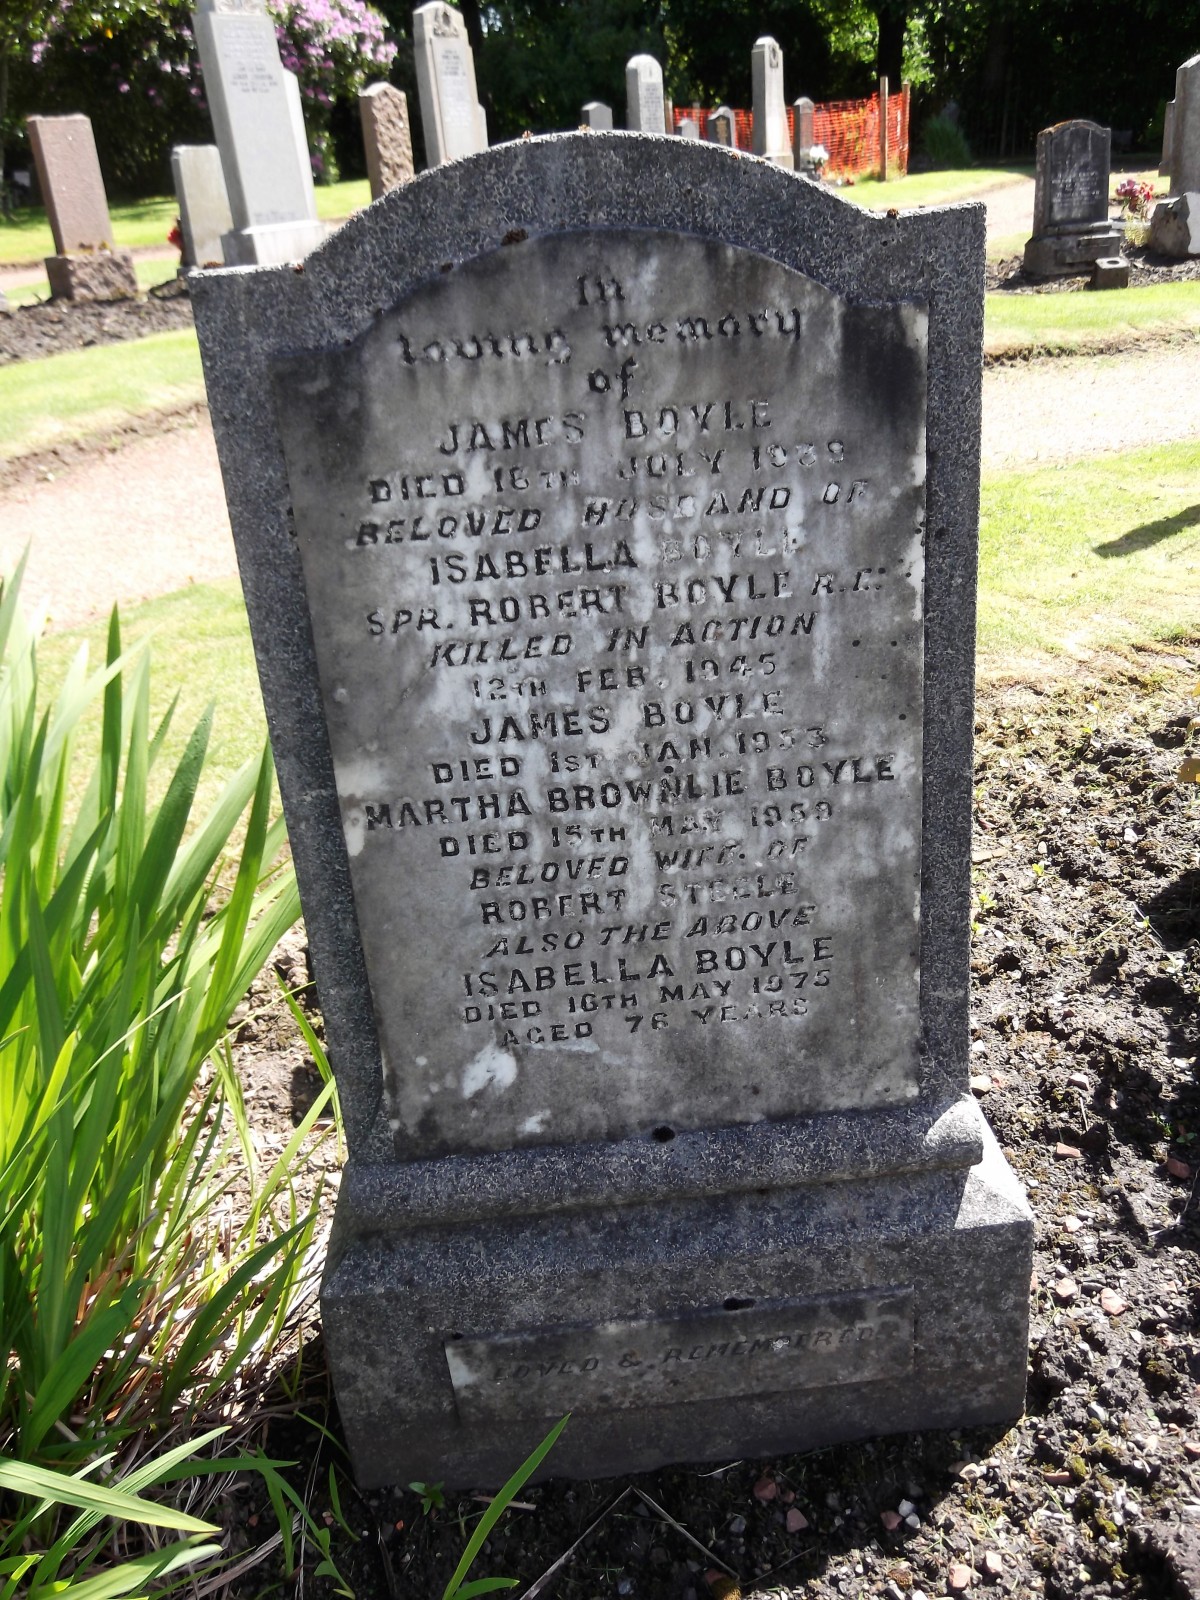 In
loving memory
of
JAMES BOYLE
DIED 16TH JULY 1939
BELOVED HUSBAND OF
ISABELLA BOYLE
SPR. ROBERT BOYLE R.E.
KILLED IN ACTION
12TH FEB. 1945
JAMES BOYLE
DIED 1ST JAN. 1953
MARTHA BROWNLIE BOYLE
DIED 15TH MAY 1959
BELOVED WIFE OF
ROBERT STEELE
ALSO THE ABOVE
ISABELLA BOYLE
DIED 16TH MAY 1975
AGED 76 YEARS
LOVED & REMEMBERED